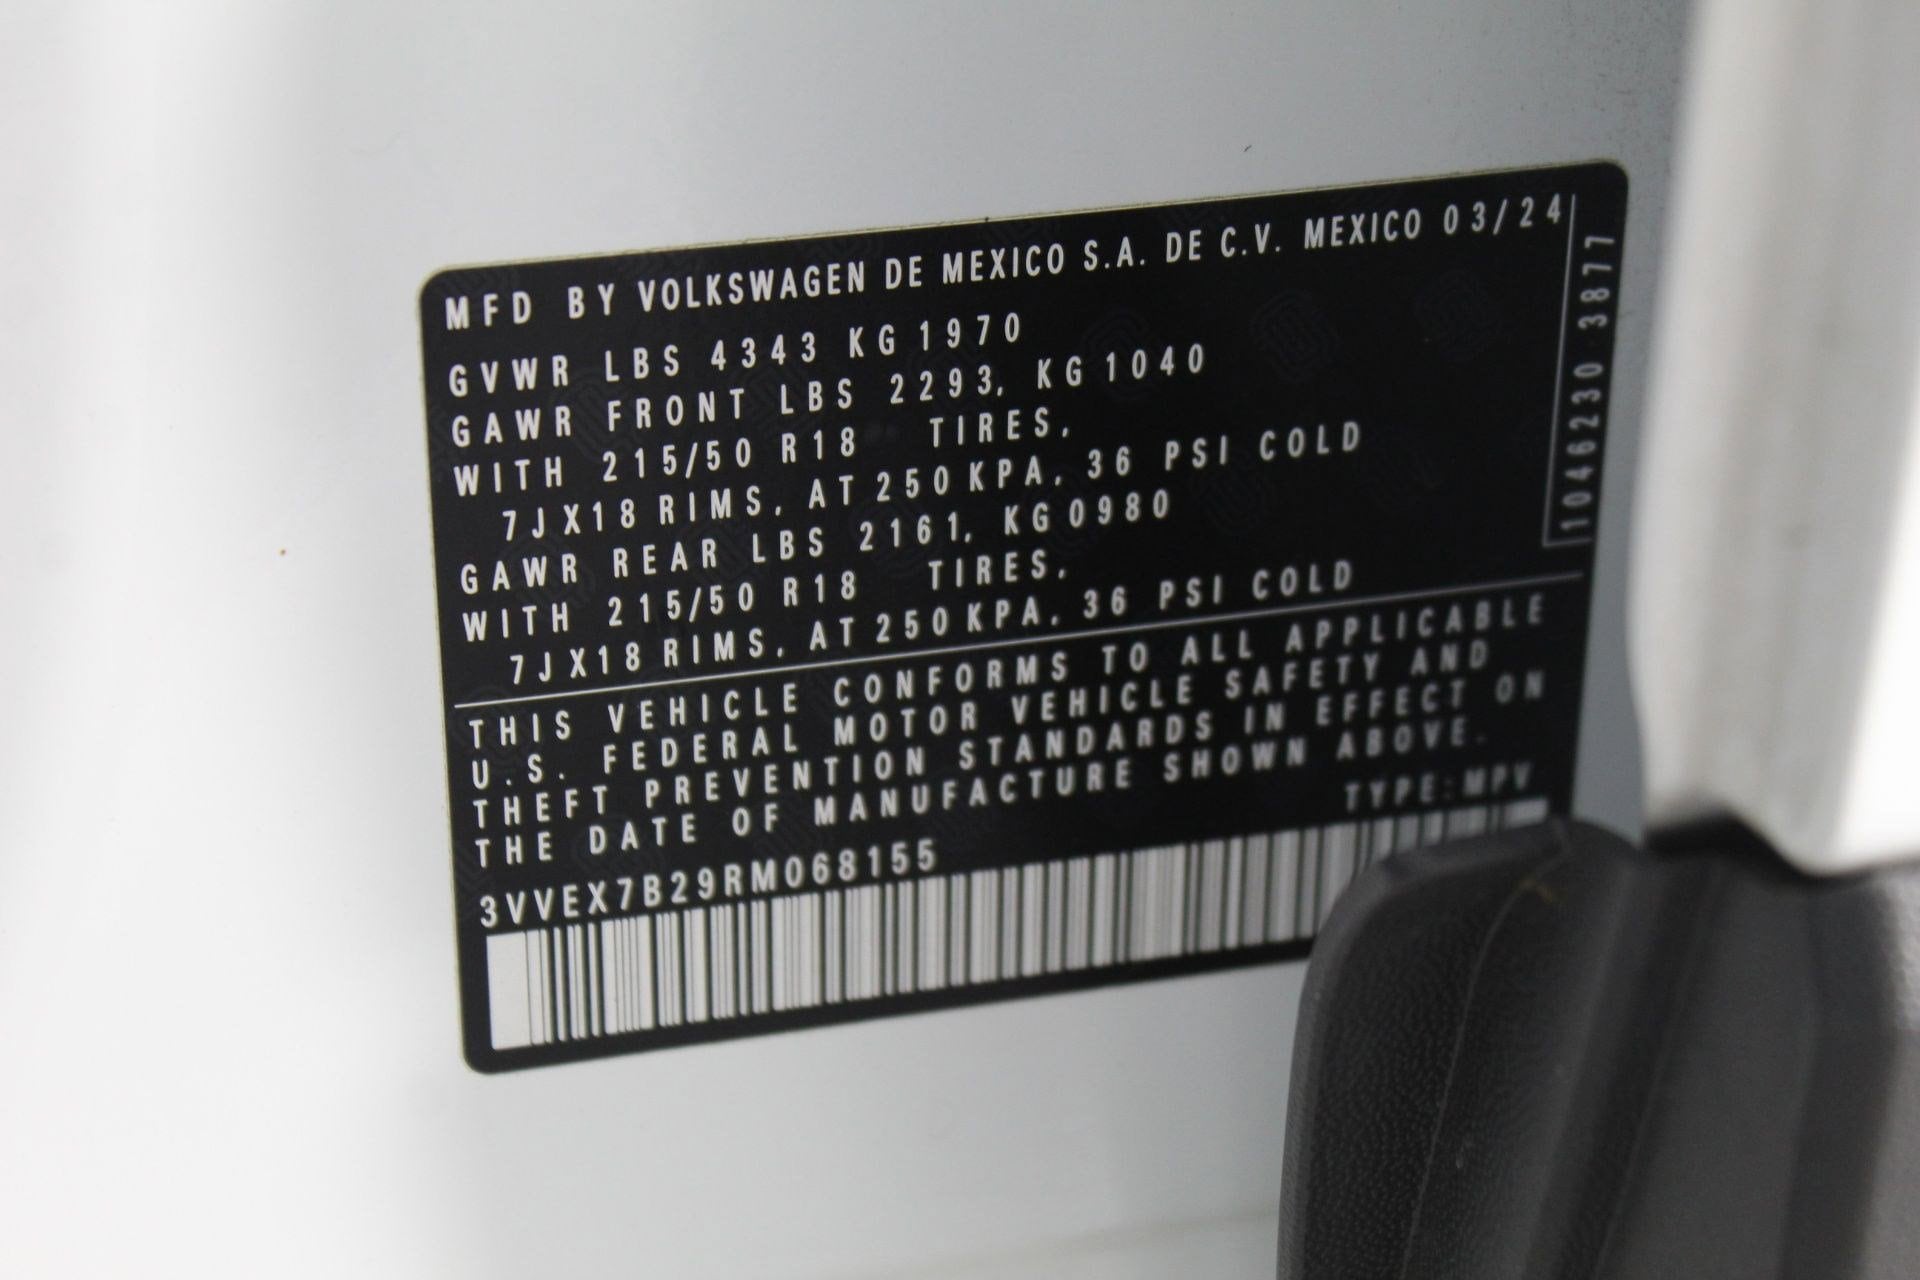 MFD BY VOLKSWAGEN DE MEXICO S.A. DE C.V. MEXICO 03/24
GVWR LBS 4343 KG 1970
GAWR FRONT LBS 2293, KG 1040
WITH 215/50 R18 TIRES,
7JX18 RIMS, AT 250 KPA, 36 PSI COLD
GAWR REAR LBS 2161, KG 0980
WITH 215/50 R18 TIRES,
7JX18 RIMS, AT 250 KPA, 36 PSI COLD
THIS VEHICLE CONFORMS TO ALL APPLICABLE
U.S. FEDERAL MOTOR VEHICLE SAFETY AND
THEFT PREVENTION STANDARDS IN EFFECT ON
THE DATE OF MANUFACTURE SHOWN ABOVE.
TYPE:MPV
3VVEX7B29RM068155
1046230 3877